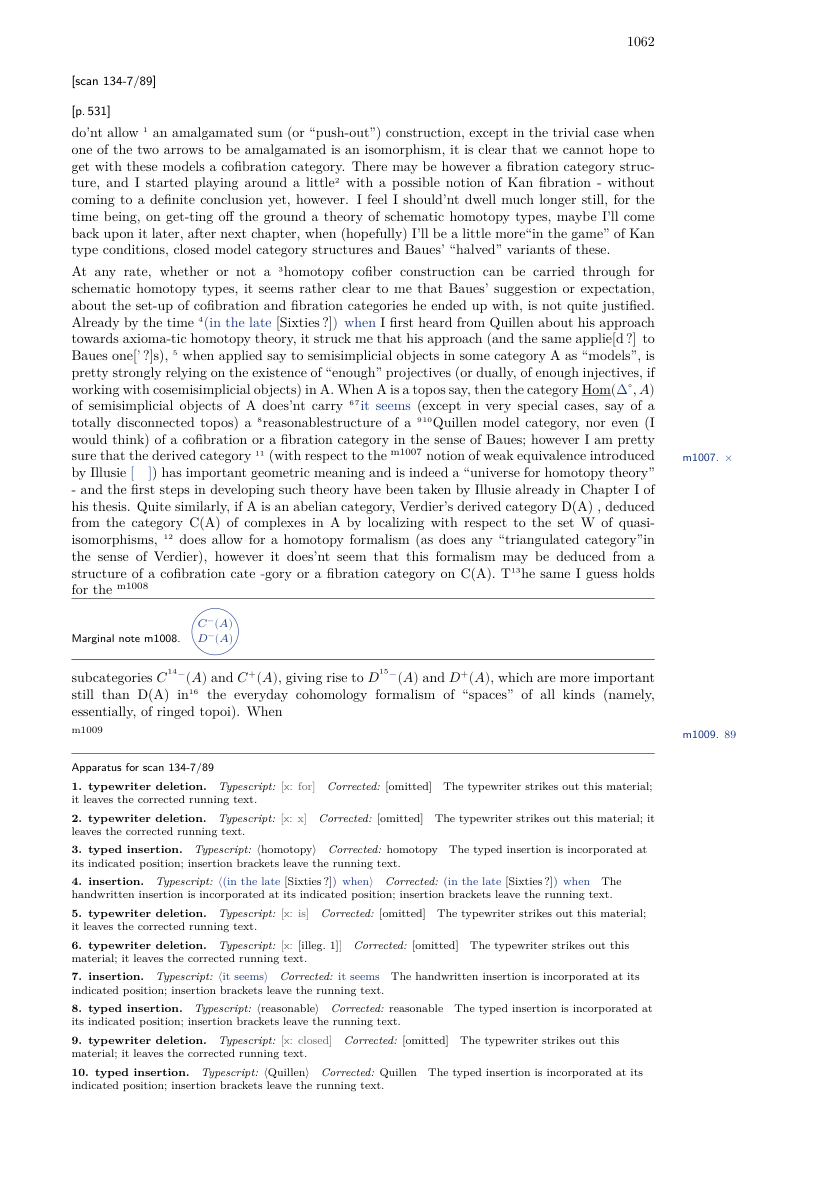 1062
[scan 134-7/89]
[p. 531]
do'nt allow ¹ an amalgamated sum (or “push-out”) construction, except in the trivial case when
one of the two arrows to be amalgamated is an isomorphism, it is clear that we cannot hope to
get with these models a cofibration category. There may be however a fibration category struc-
ture, and I started playing around a little² with a possible notion of Kan fibration - without
coming to a definite conclusion yet, however. I feel I should'nt dwell much longer still, for the
time being, on get-ting off the ground a theory of schematic homotopy types, maybe I'll come
back upon it later, after next chapter, when (hopefully) I'll be a little more“in the game” of Kan
type conditions, closed model category structures and Baues' “halved” variants of these.
At any rate, whether or not a ³homotopy cofiber construction can be carried through for
schematic homotopy types, it seems rather clear to me that Baues' suggestion or expectation,
about the set-up of cofibration and fibration categories he ended up with, is not quite justified.
Already by the time ⁴(in the late [Sixties ?]) when I first heard from Quillen about his approach
towards axioma-tic homotopy theory, it struck me that his approach (and the same applie[d ?] to
Baues one[' ?]s), ⁵ when applied say to semisimplicial objects in some category A as “models”, is
pretty strongly relying on the existence of “enough” projectives (or dually, of enough injectives, if
working with cosemisimplicial objects) in A. When A is a topos say, then the category Hom(Δ°, A)
of semisimplicial objects of A does'nt carry ⁶⁷it seems (except in very special cases, say of a
totally disconnected topos) a ⁸reasonablestructure of a ⁹¹⁰Quillen model category, nor even (I
would think) of a cofibration or a fibration category in the sense of Baues; however I am pretty
sure that the derived category ¹¹ (with respect to the m1007 notion of weak equivalence introduced
m1007. ×
by Illusie [ ]) has important geometric meaning and is indeed a “universe for homotopy theory”
- and the first steps in developing such theory have been taken by Illusie already in Chapter I of
his thesis. Quite similarly, if A is an abelian category, Verdier's derived category D(A) , deduced
from the category C(A) of complexes in A by localizing with respect to the set W of quasi-
isomorphisms, ¹² does allow for a homotopy formalism (as does any “triangulated category”in
the sense of Verdier), however it does'nt seem that this formalism may be deduced from a
structure of a cofibration cate -gory or a fibration category on C(A). T¹³he same I guess holds
for the m1008
Marginal note m1008. C⁻(A)
D⁻(A)
subcategories C¹⁴⁻(A) and C⁺(A), giving rise to D¹⁵⁻(A) and D⁺(A), which are more important
still than D(A) in¹⁶ the everyday cohomology formalism of “spaces” of all kinds (namely,
essentially, of ringed topoi). When
m1009
m1009. 89
Apparatus for scan 134-7/89
1. typewriter deletion. Typescript: [x: for] Corrected: [omitted] The typewriter strikes out this material;
it leaves the corrected running text.
2. typewriter deletion. Typescript: [x: x] Corrected: [omitted] The typewriter strikes out this material; it
leaves the corrected running text.
3. typed insertion. Typescript: ⟨homotopy⟩ Corrected: homotopy The typed insertion is incorporated at
its indicated position; insertion brackets leave the running text.
4. insertion. Typescript: ⟨(in the late [Sixties ?]) when⟩ Corrected: (in the late [Sixties ?]) when The
handwritten insertion is incorporated at its indicated position; insertion brackets leave the running text.
5. typewriter deletion. Typescript: [x: is] Corrected: [omitted] The typewriter strikes out this material;
it leaves the corrected running text.
6. typewriter deletion. Typescript: [x: [illeg. 1]] Corrected: [omitted] The typewriter strikes out this
material; it leaves the corrected running text.
7. insertion. Typescript: ⟨it seems⟩ Corrected: it seems The handwritten insertion is incorporated at its
indicated position; insertion brackets leave the running text.
8. typed insertion. Typescript: ⟨reasonable⟩ Corrected: reasonable The typed insertion is incorporated at
its indicated position; insertion brackets leave the running text.
9. typewriter deletion. Typescript: [x: closed] Corrected: [omitted] The typewriter strikes out this
material; it leaves the corrected running text.
10. typed insertion. Typescript: ⟨Quillen⟩ Corrected: Quillen The typed insertion is incorporated at its
indicated position; insertion brackets leave the running text.